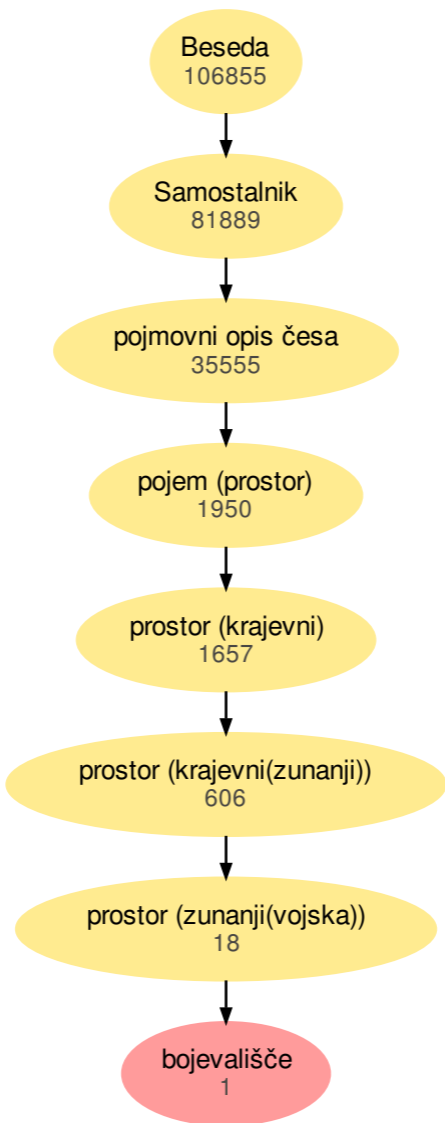 Beseda
106855
Samostalnik
81889
pojmovni opis česa
35555
pojem (prostor)
1950
prostor (krajevni)
1657
prostor (krajevni(zunanji))
606
prostor (zunanji(vojska))
18
bojevališče
1